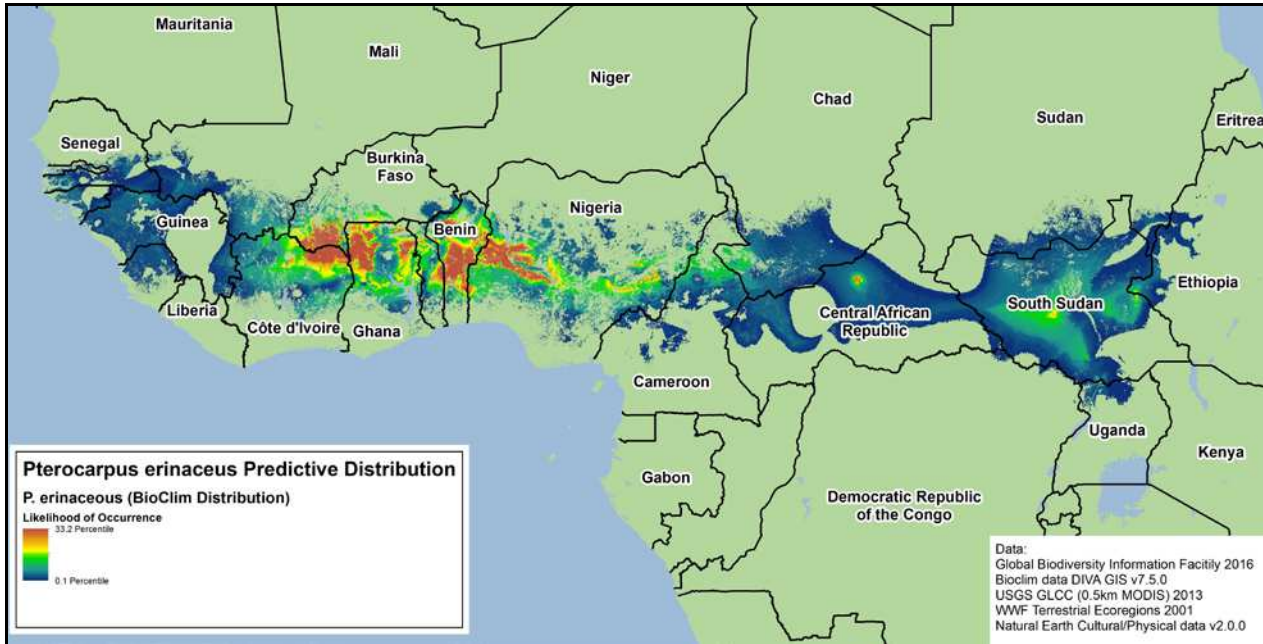 Mauritania
Mali
Niger
Chad
Sudan
Eritrea
Senegal
Burkina
Faso
Nigeria
Benin
Guinea
Ethiopia
South Sudan
Central African
Republic
Liberia
Côte d'Ivoire
Ghana
Cameroon
Uganda
Kenya
Gabon
Democratic Republic
of the Congo
Pterocarpus erinaceus Predictive Distribution
P. erinaceous (BioClim Distribution)
Likelihood of Occurrence
33.2 Percentile
0.1 Percentile
Data:
Global Biodiversity Information Facitily 2016
Bioclim data DIVA GIS v7.5.0
USGS GLCC (0.5km MODIS) 2013
WWF Terrestrial Ecoregions 2001
Natural Earth Cultural/Physical data v2.0.0